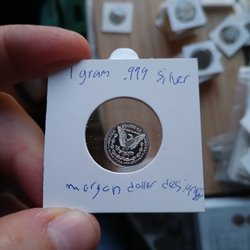 1 gram .999 silver
morgan dollar design